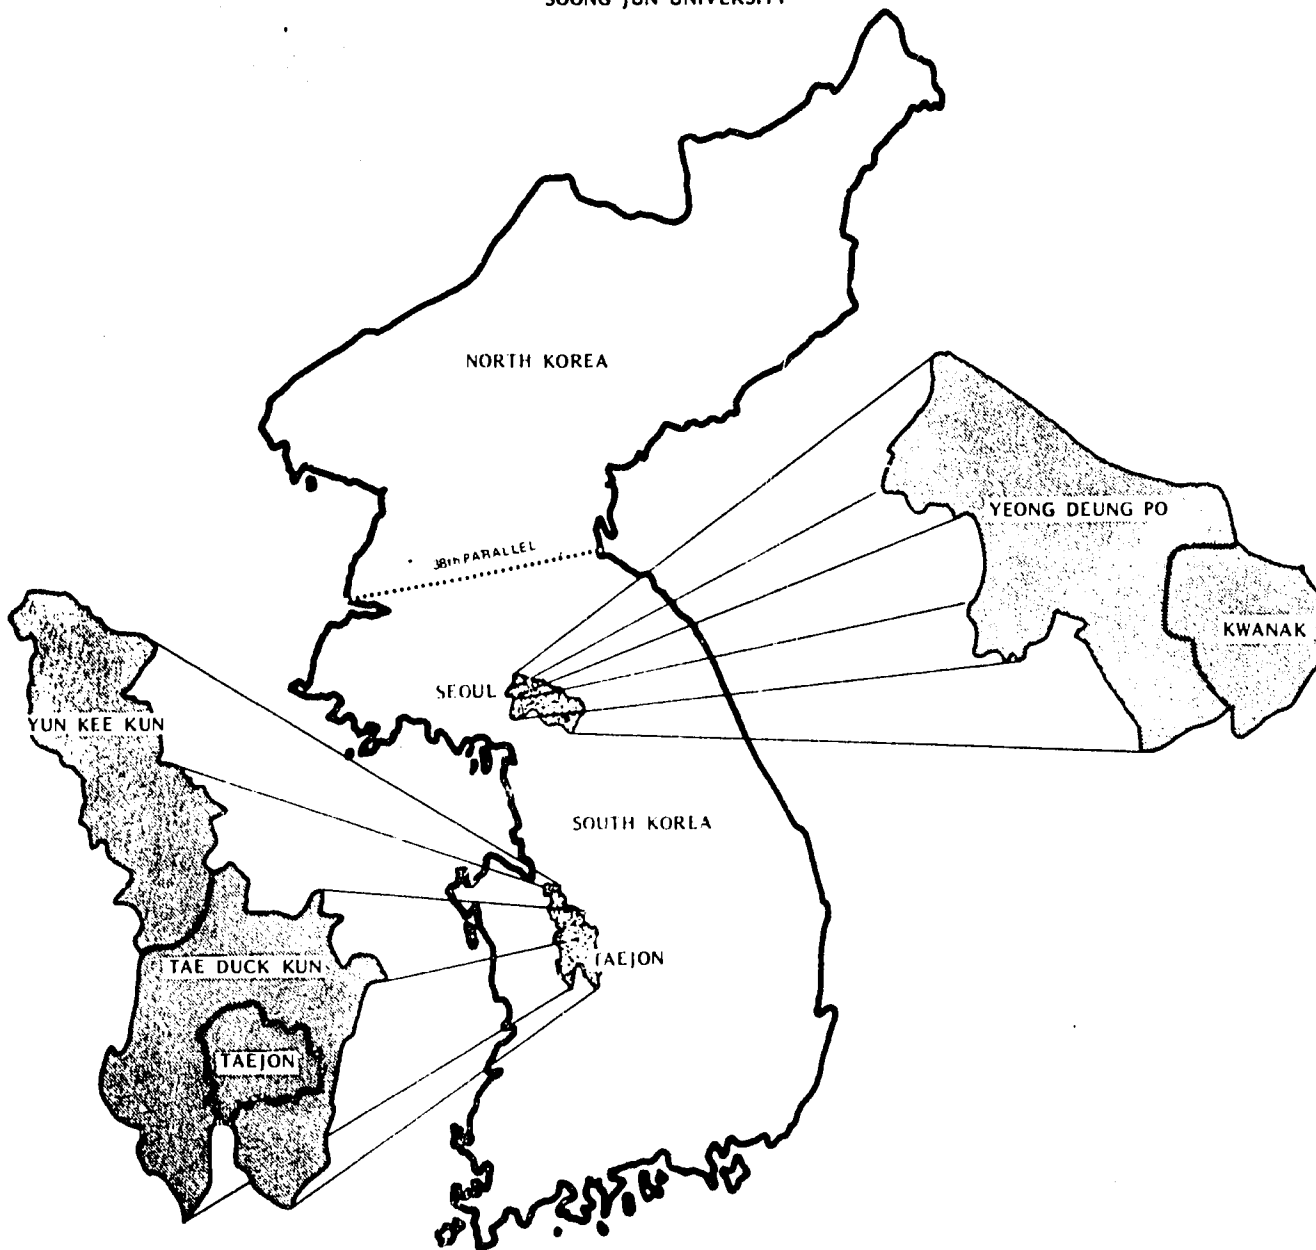 SOONG JUN UNIVERSITY
NORTH KOREA
YEONG DEUNG PO
38th PARALLEL
KWANAK
SEOUL
YUN KEE KUN
SOUTH KOREA
TAEJON
TAE DUCK KUN
TAEJON